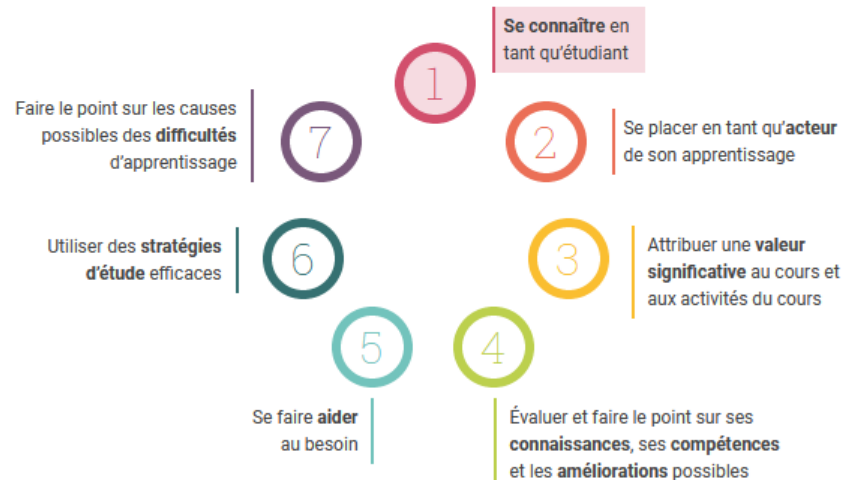 1
Se connaître en
tant qu'étudiant
2
Se placer en tant qu'acteur
de son apprentissage
3
Attribuer une valeur
significative au cours et
aux activités du cours
4
Évaluer et faire le point sur ses
connaissances, ses compétences
et les améliorations possibles
5
Se faire aider
au besoin
6
Utiliser des stratégies
d'étude efficaces
7
Faire le point sur les causes
possibles des difficultés
d'apprentissage